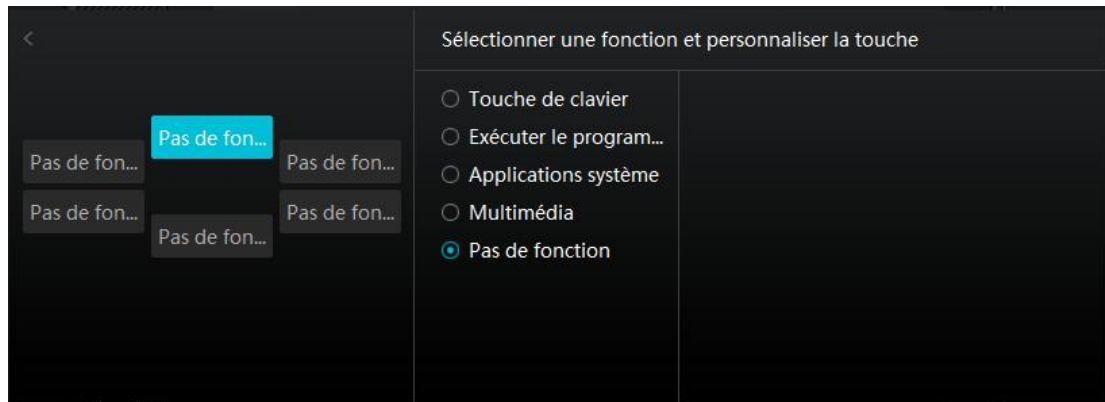 <
Sélectionner une fonction et personnaliser la touche
Pas de fon...
Pas de fon...
Pas de fon...
Pas de fon...
Pas de fon...
Pas de fon...
Touche de clavier
Exécuter le program...
Applications système
Multimédia
Pas de fonction